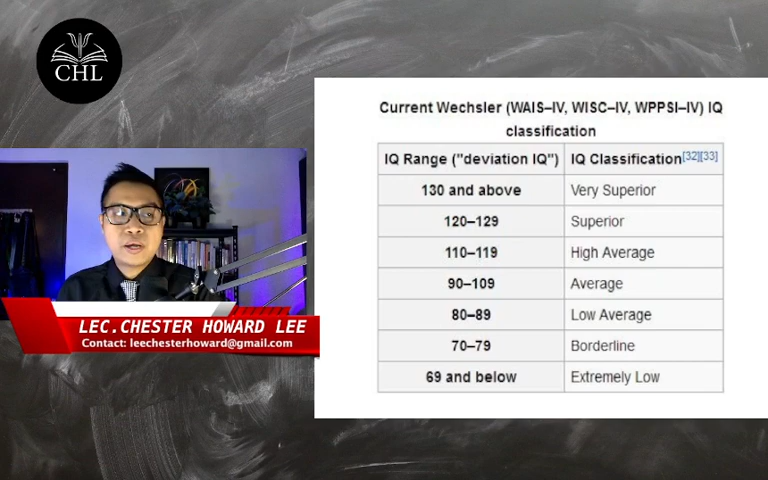 CHL
Current Wechsler (WAIS–IV, WISC–IV, WPPSI–IV) IQ
classification
IQ Range ("deviation IQ") IQ Classification[32][33]
130 and above Very Superior
120–129 Superior
110–119 High Average
90–109 Average
80–89 Low Average
70–79 Borderline
69 and below Extremely Low
LEC.CHESTER HOWARD LEE
Contact: leechesterhoward@gmail.com